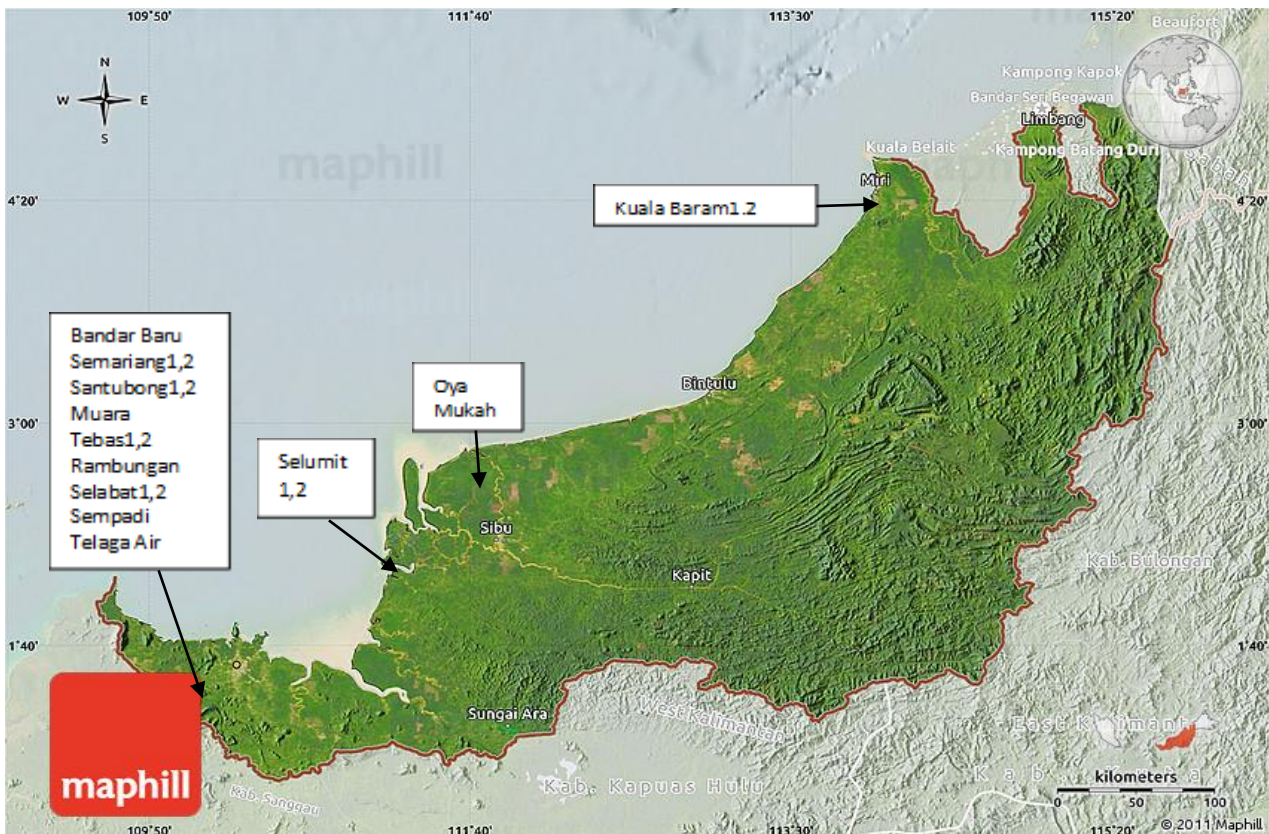 109°50'
111°40'
113°30'
115°20'
Beaufort
N
W E
S
Kampong Kapok
Bandar Seri Begawan
Limbang
maphill
Kuala Belait
Kampong Batang Duri
Sabah
Miri
4°20'
4°20'
Kuala Baram1.2
Bandar Baru
Semariang1,2
Santubong1,2
Muara
Tebas1,2
Rambungan
Selabat1,2
Sempadi
Telaga Air
maphill
Oya
Mukah
Bintulu
3°00'
3°00'
Selumit
1,2
Sibu
Kapit
Kab. Bulongan
1°40'
1°40'
Sungai Ara
West Kalimantan
East Kalimant
maphill
Kab. Sanggau
Kab. Kapuas Hulu
kilometers
0 50 100
109°50'
111°40'
113°30'
115°20'
© 2011 Maphill